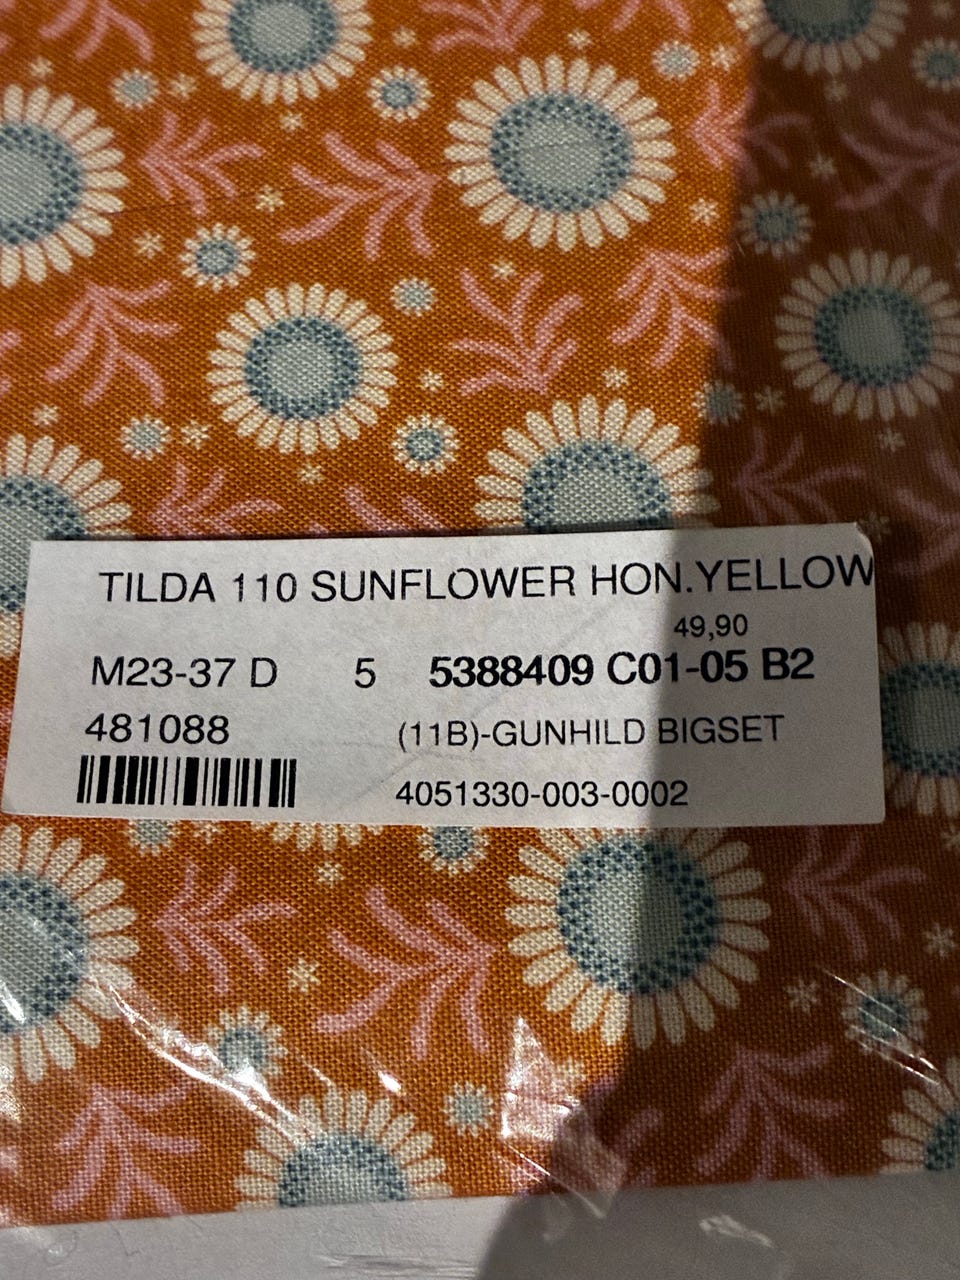 TILDA 110 SUNFLOWER HON.YELLOW
49,90
M23-37 D 5 5388409 C01-05 B2
481088 (11B)-GUNHILD BIGSET
4051330-003-0002